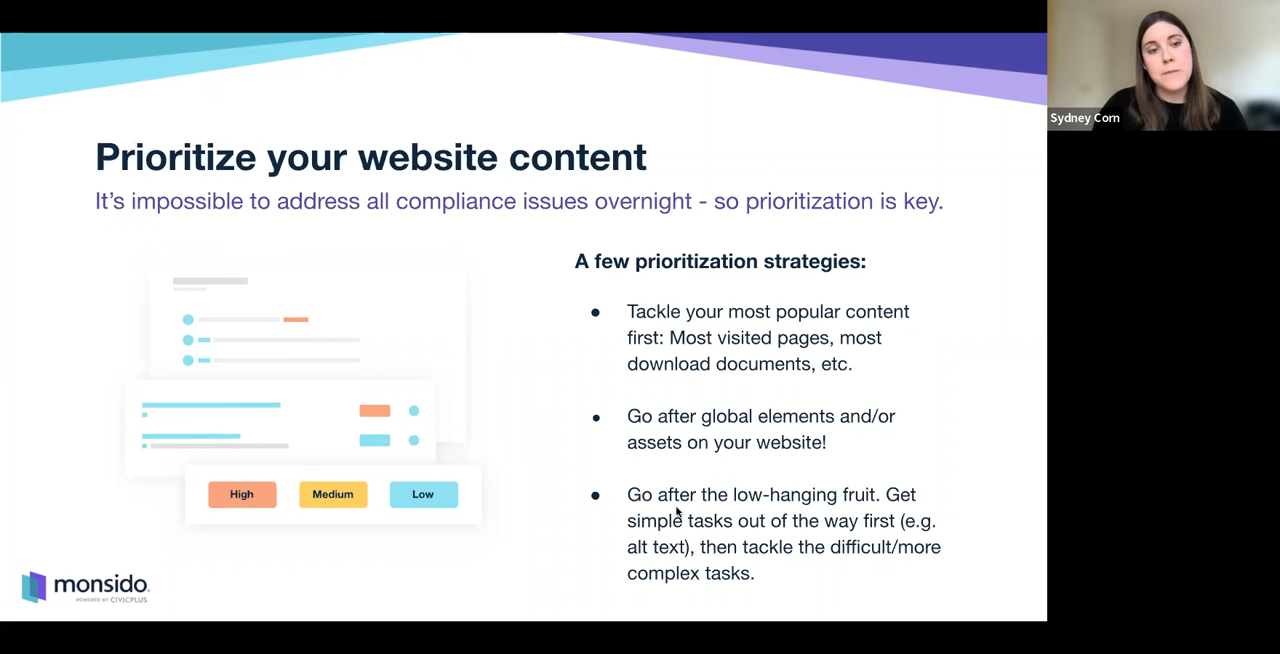 Prioritize your website content
It's impossible to address all compliance issues overnight - so prioritization is key.
A few prioritization strategies:
● Tackle your most popular content
first: Most visited pages, most
download documents, etc.
● Go after global elements and/or
assets on your website!
● Go after the low-hanging fruit. Get
simple tasks out of the way first (e.g.
alt text), then tackle the difficult/more
complex tasks.
High Medium Low
monsido
POWERED BY CIVICPLUS
Sydney Corn